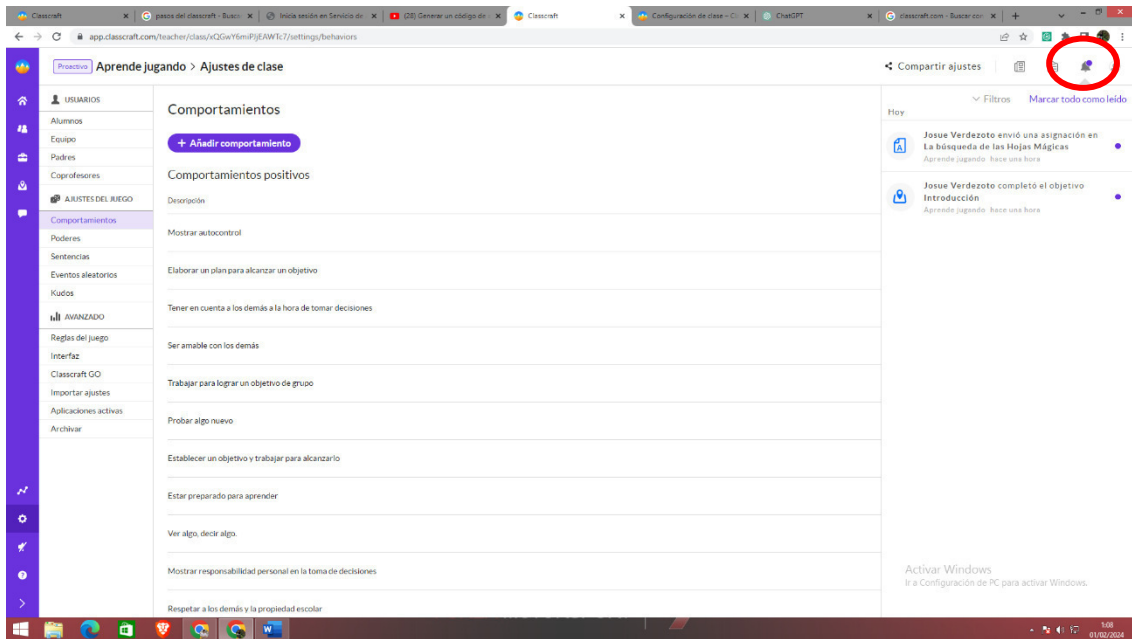 Classcraft
pasos del classcraft - Busca
Inicia sesión en Servicio de
(28) Generar un código de
Classcraft
Configuración de clase – C
ChatGPT
classcraft.com - Buscar con
app.classcraft.com/teacher/class/xQGwY6miPJjEAWTc7/settings/behaviors
Proactivo Aprende jugando > Ajustes de clase
Compartir ajustes
USUARIOS
Alumnos
Equipo
Padres
Coprofesores
AJUSTES DEL JUEGO
Comportamientos
Poderes
Sentencias
Eventos aleatorios
Kudos
AVANZADO
Reglas del juego
Interfaz
Classcraft GO
Importar ajustes
Aplicaciones activas
Archivar
Comportamientos
+ Añadir comportamiento
Comportamientos positivos
Descripción
Mostrar autocontrol
Elaborar un plan para alcanzar un objetivo
Tener en cuenta a los demás a la hora de tomar decisiones
Ser amable con los demás
Trabajar para lograr un objetivo de grupo
Probar algo nuevo
Establecer un objetivo y trabajar para alcanzarlo
Estar preparado para aprender
Ver algo, decir algo.
Mostrar responsabilidad personal en la toma de decisiones
Respetar a los demás y la propiedad escolar
Filtros Marcar todo como leído
Hoy
Josue Verdezoto envió una asignación en
La búsqueda de las Hojas Mágicas
Aprende jugando hace una hora
Josue Verdezoto completó el objetivo
Introducción
Aprende jugando hace una hora
Activar Windows
Ir a Configuración de PC para activar Windows.
1:08
01/02/2024